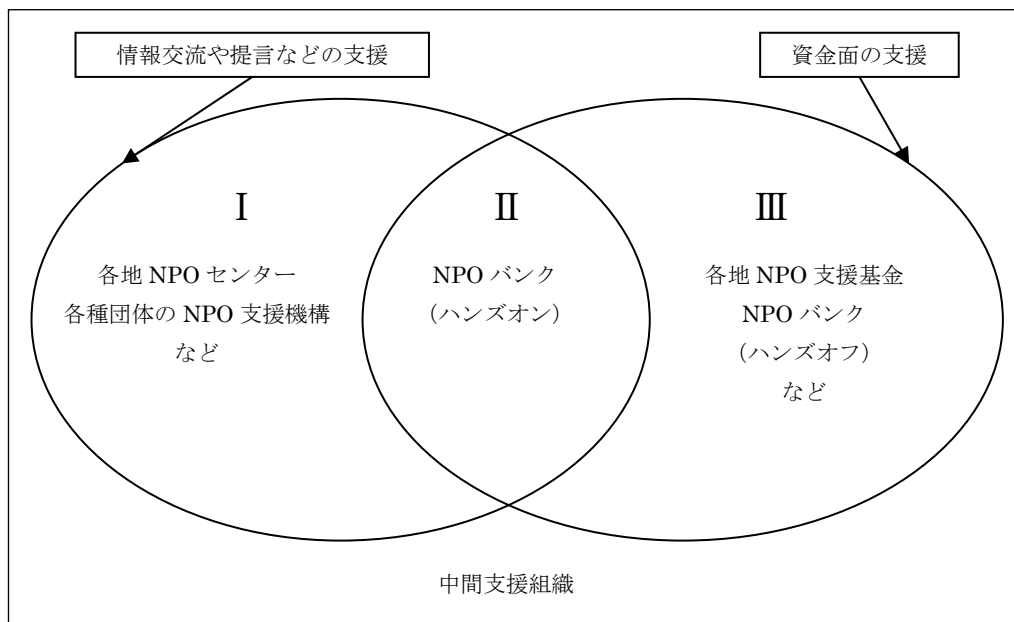 情報交流や提言などの支援
資金面の支援
Ⅰ
各地 NPO センター
各種団体の NPO 支援機構
など
Ⅱ
NPO バンク
（ハンズオン）
Ⅲ
各地 NPO 支援基金
NPO バンク
（ハンズオフ）
など
中間支援組織